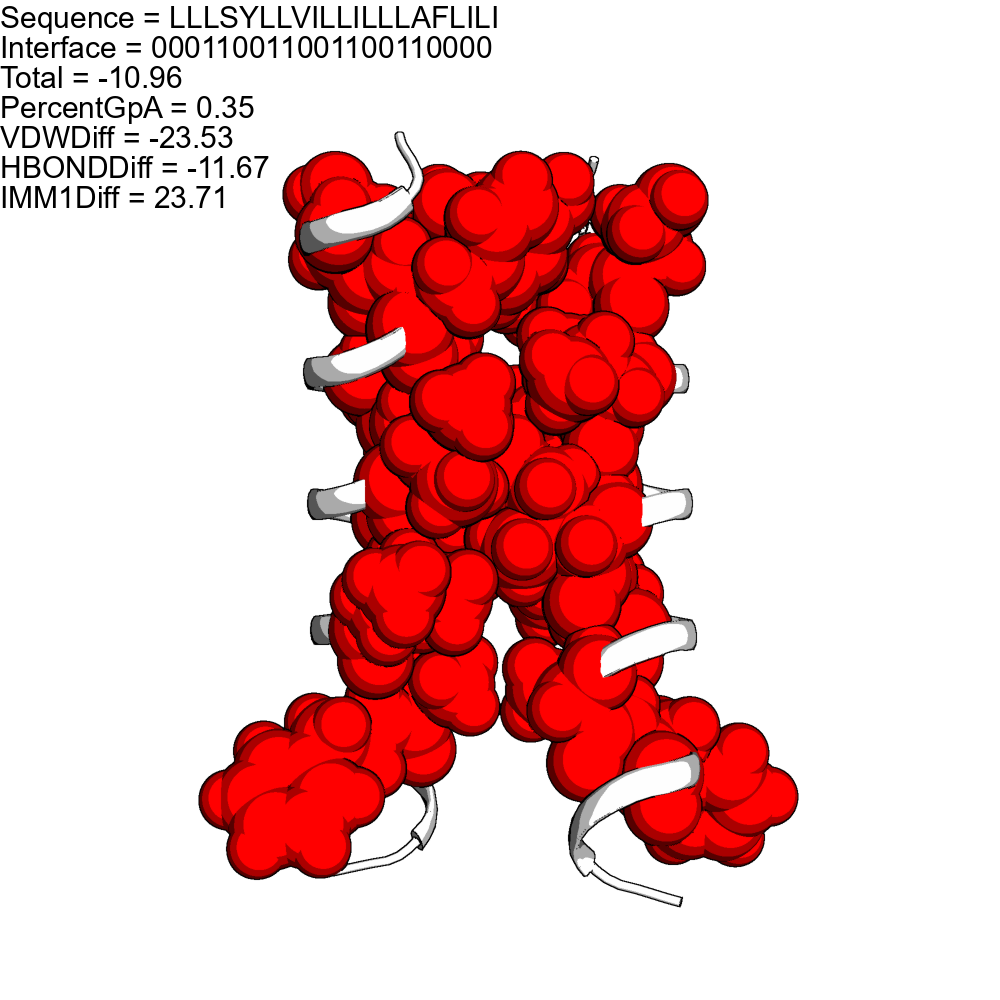 Sequence = LLLSYLLVILLILLLAFLILI
Interface = 000110011001100110000
Total = -10.96
PercentGpA = 0.35
VDWDiff = -23.53
HBONDDiff = -11.67
IMM1Diff = 23.71